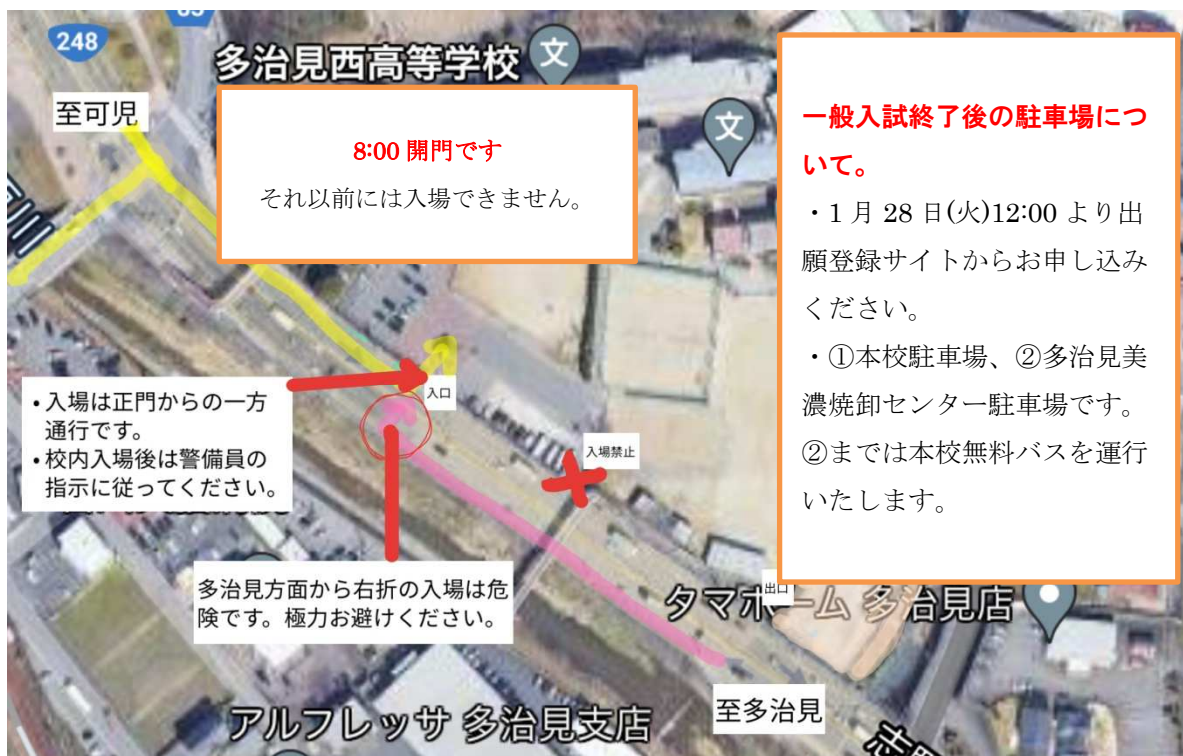 248
多治見西高等学校
文
至可児
8:00 開門です
それ以前には入場できません。
文
一般入試終了後の駐車場につ
いて。
・1 月 28 日(火)12:00 より出
願登録サイトからお申し込み
ください。
・①本校駐車場、②多治見美
濃焼卸センター駐車場です。
②までは本校無料バスを運行
いたします。
入口
• 入場は正門からの一方
通行です。
• 校内入場後は警備員の
指示に従ってください。
入場禁止
多治見方面から右折の入場は危
険です。極力お避けください。
出口
タマホーム 多治見店
至多治見
アルフレッサ 多治見支店